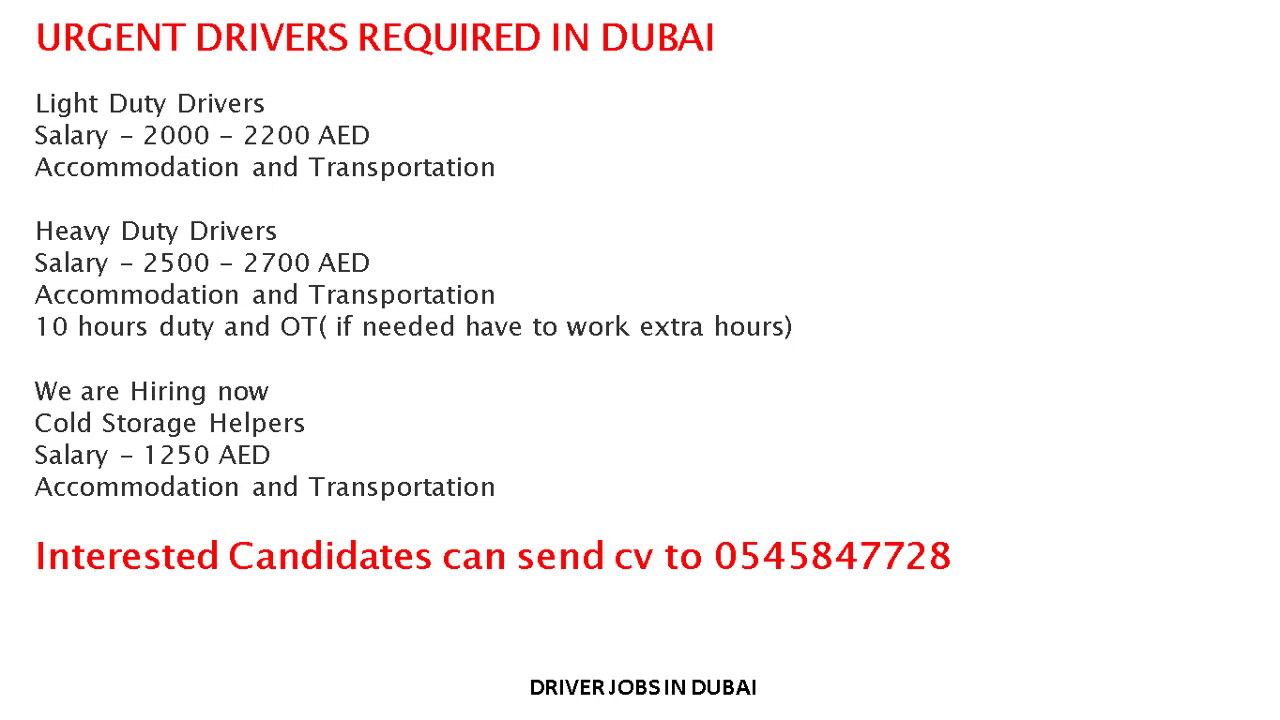 URGENT DRIVERS REQUIRED IN DUBAI
Light Duty Drivers
Salary - 2000 - 2200 AED
Accommodation and Transportation
Heavy Duty Drivers
Salary - 2500 - 2700 AED
Accommodation and Transportation
10 hours duty and OT( if needed have to work extra hours)
We are Hiring now
Cold Storage Helpers
Salary - 1250 AED
Accommodation and Transportation
Interested Candidates can send cv to 0545847728
DRIVER JOBS IN DUBAI